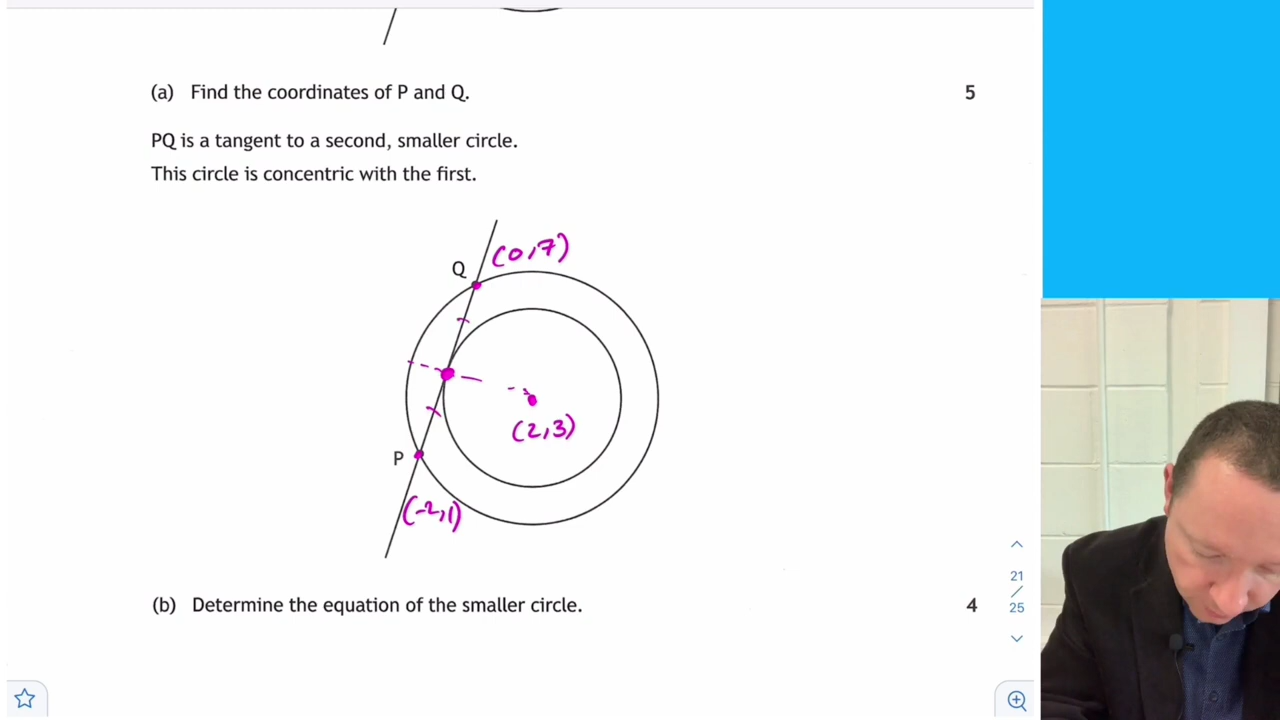 (a) Find the coordinates of P and Q. 5
PQ is a tangent to a second, smaller circle.
This circle is concentric with the first.
(0,7)
Q
(2,3)
P
(-2,1)
(b) Determine the equation of the smaller circle. 4
21
/
25